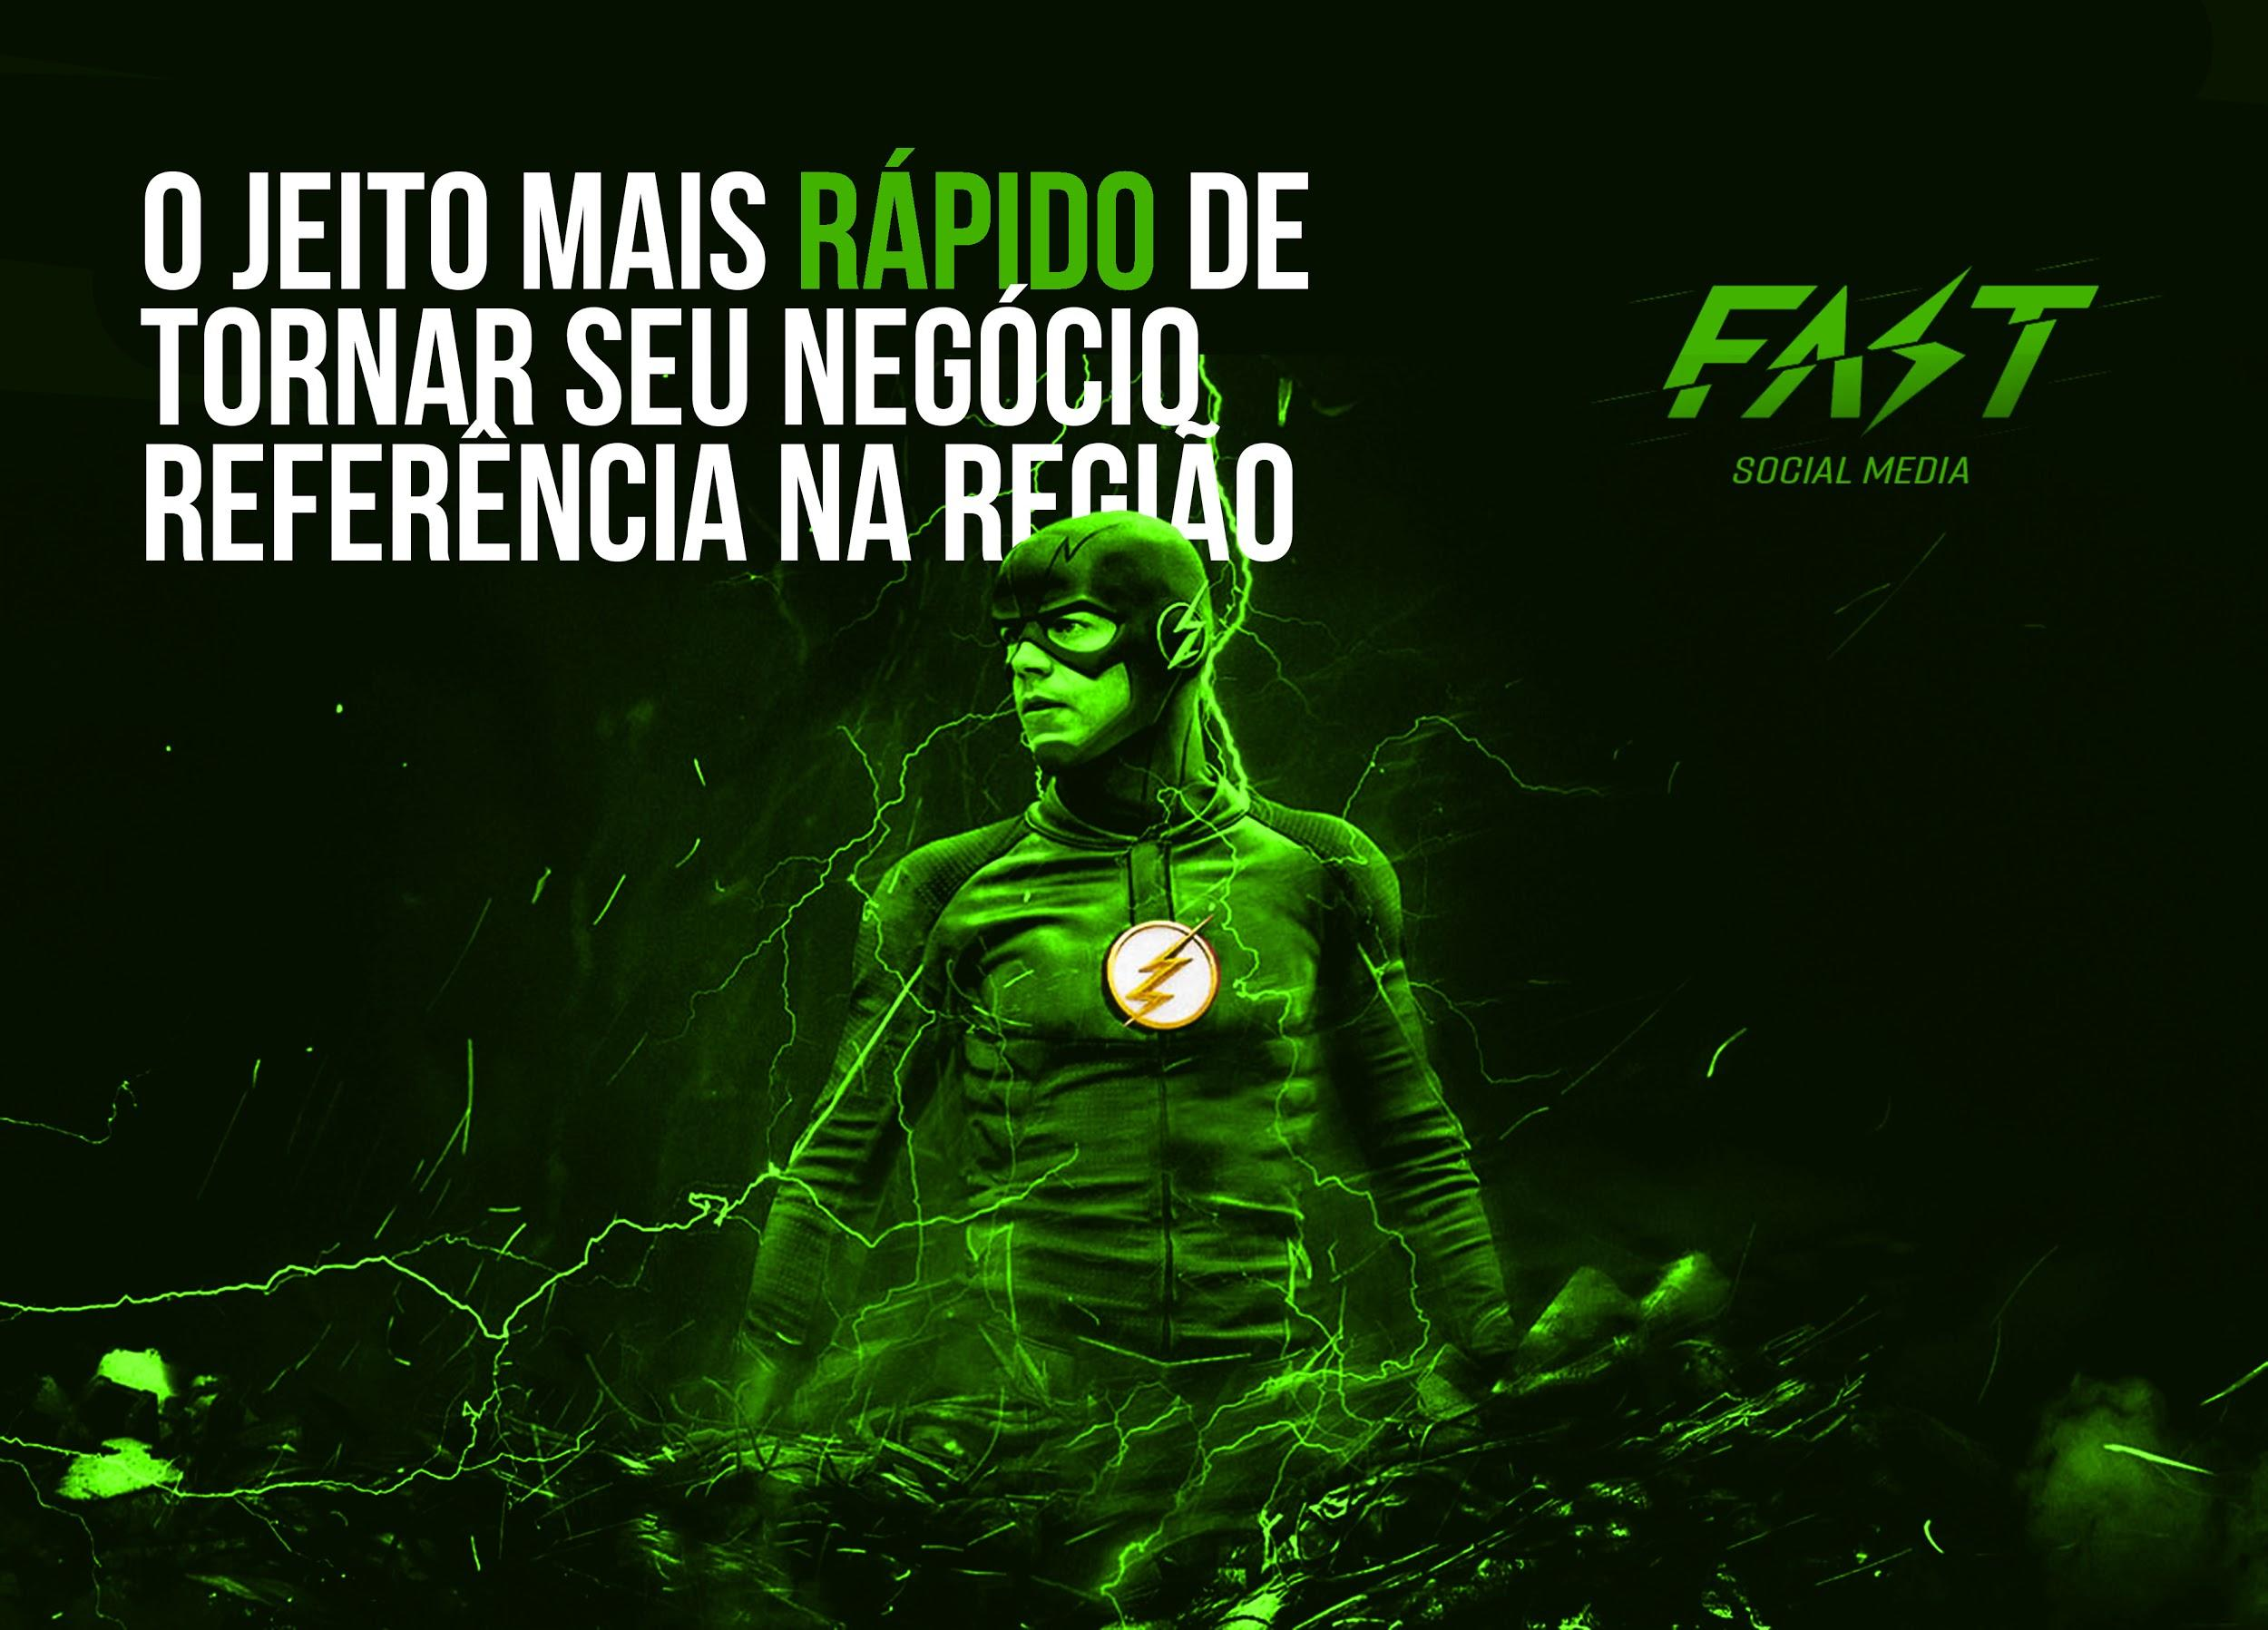 O JEITO MAIS RÁPIDO DE
TORNAR SEU NEGÓCIO
REFERÊNCIA NA REGIÃO
FAST
SOCIAL MEDIA